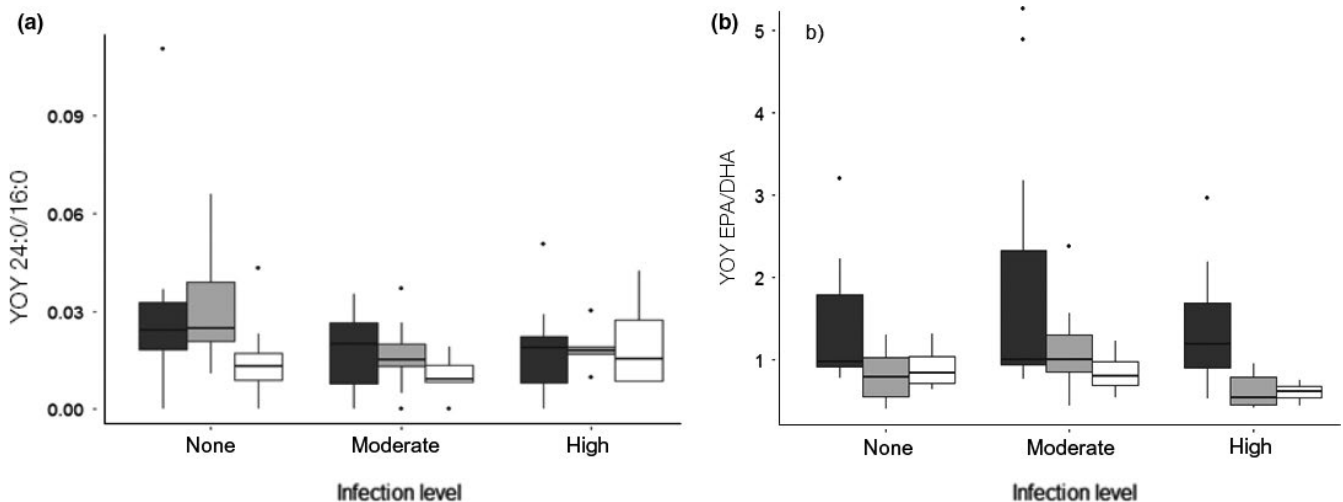 (a)
YOY 24:0/16:0
0.09
0.06
0.03
0.00
None Moderate High
Infection level
(b)
b)
YOY EPA/DHA
5
4
3
2
1
None Moderate High
Infection level